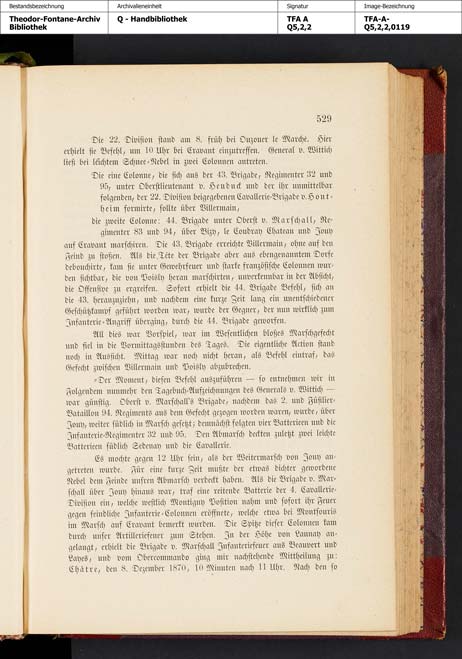 Bestandsbezeichnung
Archivalieneinheit
Signatur
Image-Bezeichnung
Theodor-Fontane-Archiv
Bibliothek
Q - Handbibliothek
TFA A
Q5,2,2
TFA-A-
Q5,2,2,0119
529
Die 22. Division stand am 8. früh bei Ouzouer le Marché. Hier
erhielt sie Befehl, um 10 Uhr bei Cravant einzutreffen. General v. Wittich
ließ bei leichtem Schnee-Nebel in zwei Colonnen antreten.
Die eine Colonne, die sich aus der 43. Brigade, Regimenter 32 und
95, unter Oberstlieutenant v. Heuduck und der ihr unmittelbar
folgenden, der 22. Division beigegebenen Cavallerie-Brigade v. Hont-
heim formirte, sollte über Villermain,
die zweite Colonne: 44. Brigade unter Oberst v. Marschall, Re-
gimenter 83 und 94, über Bizy, le Coudray Chateau und Jouy
auf Cravant marschiren. Die 43. Brigade erreichte Villermain, ohne auf den
Feind zu stoßen. Als die Tête der Brigade aber aus ebengenanntem Dorfe
debouchirte, kam sie unter Gewehrfeuer und starke französische Colonnen wur-
den sichtbar, die von Poisly heran marschirten, unverkennbar in der Absicht,
die Offensive zu ergreifen. Sofort erhielt die 44. Brigade Befehl, sich an
die 43. heranzuziehn, und nachdem eine kurze Zeit lang ein unentschiedener
Geschützkampf geführt worden war, wurde der Gegner, der nun wirklich zum
Infanterie-Angriff überging, durch die 44. Brigade geworfen.
All dies war Vorspiel, war im Wesentlichen bloßes Marschgefecht
und fiel in die Vormittagsstunden des Tages. Die eigentliche Action stand
noch in Aussicht. Mittag war noch nicht heran, als Befehl eintraf, das
Gefecht zwischen Villermain und Poisly abzubrechen.
»Der Moment, diesen Befehl auszuführen — so entnehmen wir in
Folgendem nunmehr den Tagebuch-Aufzeichnungen des Generals v. Wittich —
war günstig. Oberst v. Marschall's Brigade, nachdem das 2. und Füsilier-
Bataillon 94. Regiments aus dem Gefecht gezogen worden waren, wurde, über
Jouy, weiter südlich in Marsch gesetzt; demnächst folgten vier Batterieen und die
Infanterie-Regimenter 32 und 95. Den Abmarsch deckten zuletzt zwei leichte
Batterieen südlich Sedenay und die Cavallerie.
Es mochte gegen 12 Uhr sein, als der Weitermarsch von Jouy an-
getreten wurde. Für eine kurze Zeit mußte der etwas dichter gewordene
Nebel dem Feinde unsren Abmarsch verdeckt haben. Als die Brigade v. Mar-
schall über Jouy hinaus war, traf eine reitende Batterie der 4. Cavallerie-
Division ein, welche westlich Montigny Position nahm und sofort ihr Feuer
gegen feindliche Infanterie-Colonnen eröffnete, welche etwa bei Montsouris
im Marsch auf Cravant bemerkt wurden. Die Spitze dieser Colonnen kam
durch unser Artilleriefeuer zum Stehen. In der Höhe von Launay an-
gelangt, erhielt die Brigade v. Marschall Infanteriefeuer aus Beauvert und
Layes, und vom Obercommando ging mir nachstehende Mittheilung zu:
Châtre, den 8. Dezember 1870, 10 Minuten nach 11 Uhr. Nach den so